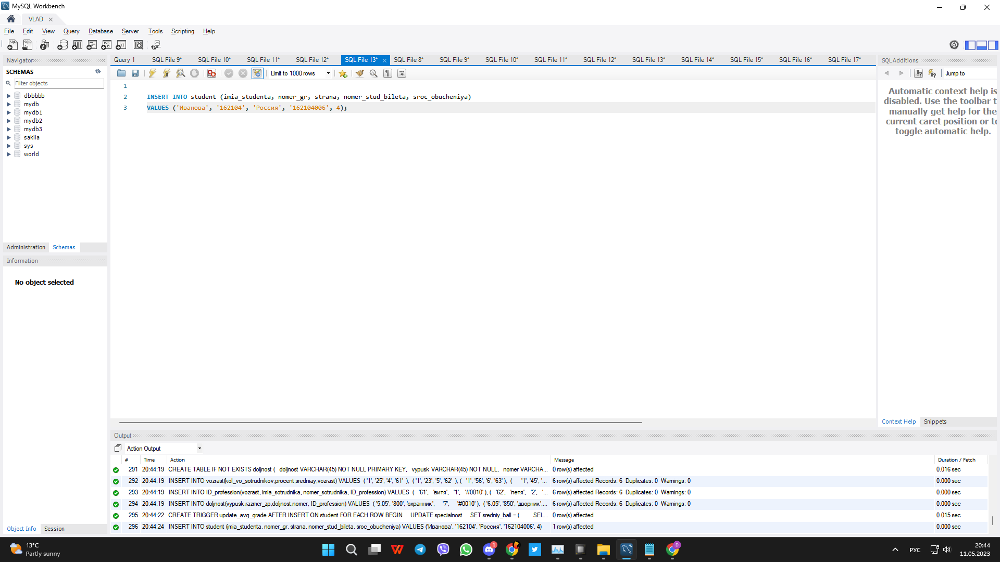 MySQL Workbench
VLAD
File Edit View Query Database Server Tools Scripting Help
Navigator
SCHEMAS
Filter objects
dbbbbb
mydb
mydb1
mydb2
mydb3
sakila
sys
world
Administration Schemas
Information
No object selected
Object Info Session
Query 1 SQL File 9* SQL File 10* SQL File 11* SQL File 12* SQL File 13* SQL File 8* SQL File 9* SQL File 10* SQL File 11* SQL File 12* SQL File 13* SQL File 14* SQL File 15* SQL File 16* SQL File 17*
Limit to 1000 rows
1
2 INSERT INTO student (imia_studenta, nomer_gr, strana, nomer_stud_bileta, sroc_obucheniya)
3 VALUES ('Иванова', '162104', 'Россия', '162104006', 4);
SQLAdditions
Jump to
Automatic context help is
disabled. Use the toolbar t
manually get help for the
current caret position or to
toggle automatic help.
Context Help Snippets
Output
Action Output
# Time Action Message Duration / Fetch
291 20:44:19 CREATE TABLE IF NOT EXISTS doljnost ( doljnost VARCHAR(45) NOT NULL PRIMARY KEY, vypusk VARCHAR(45) NOT NULL, nomer VARCHA... 0 row(s) affected 0.016 sec
292 20:44:19 INSERT INTO vozrast(kol_vo_sotrudnikov,procent,sredniay,vozrast) VALUES ( '1', '25', '4', '61' ), ( '1', '23', '5', '62' ), ( '1', '56', '6', '63' ), ( '1', '45', '... 6 row(s) affected Records: 6 Duplicates: 0 Warnings: 0 0.000 sec
293 20:44:19 INSERT INTO ID_profession(vozrast, imia_sotrudnika, nomer_sotrudnika, ID_profession) VALUES ( '61', 'витя', '1', '#0010' ), ( '62', 'петя', '2', '... 6 row(s) affected Records: 6 Duplicates: 0 Warnings: 0 0.000 sec
294 20:44:19 INSERT INTO doljnost(vypusk,razmer_zp,doljnost,nomer, ID_profession) VALUES ( '5.05', '800', 'охранник', '7', '#0010' ), ( '6.05', '850', 'дворник',... 6 row(s) affected Records: 6 Duplicates: 0 Warnings: 0 0.000 sec
295 20:44:22 CREATE TRIGGER update_avg_grade AFTER INSERT ON student FOR EACH ROW BEGIN UPDATE specialnost SET sredniy_ball = ( SEL... 0 row(s) affected 0.015 sec
296 20:44:24 INSERT INTO student (imia_studenta, nomer_gr, strana, nomer_stud_bileta, sroc_obucheniya) VALUES ('Иванова', '162104', 'Россия', '162104006', 4) 1 row(s) affected 0.000 sec
13°C
Partly sunny
1
D
РУС
20:44
11.05.2023